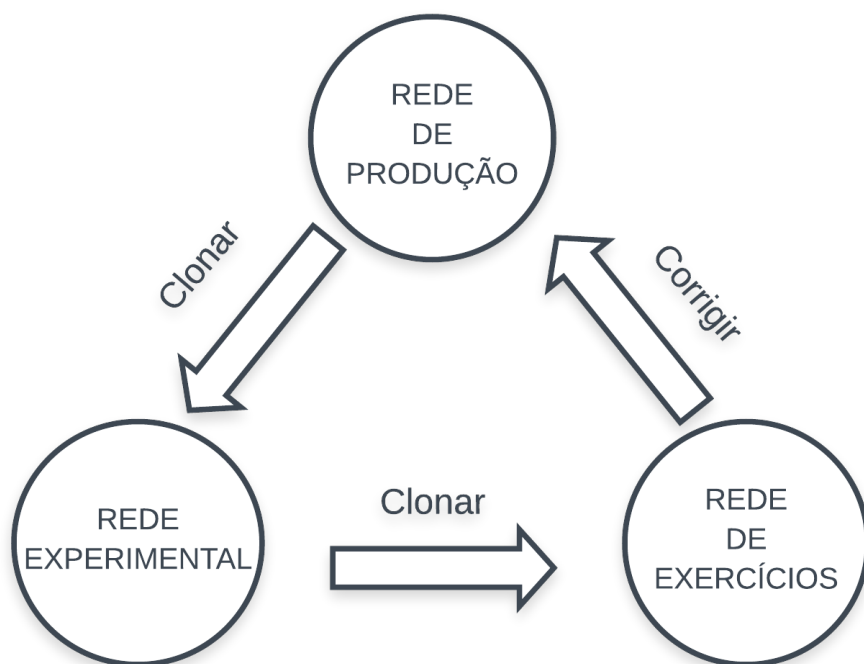 REDE
DE
PRODUÇÃO
Clonar
Corrigir
Clonar
REDE
EXPERIMENTAL
REDE
DE
EXERCÍCIOS